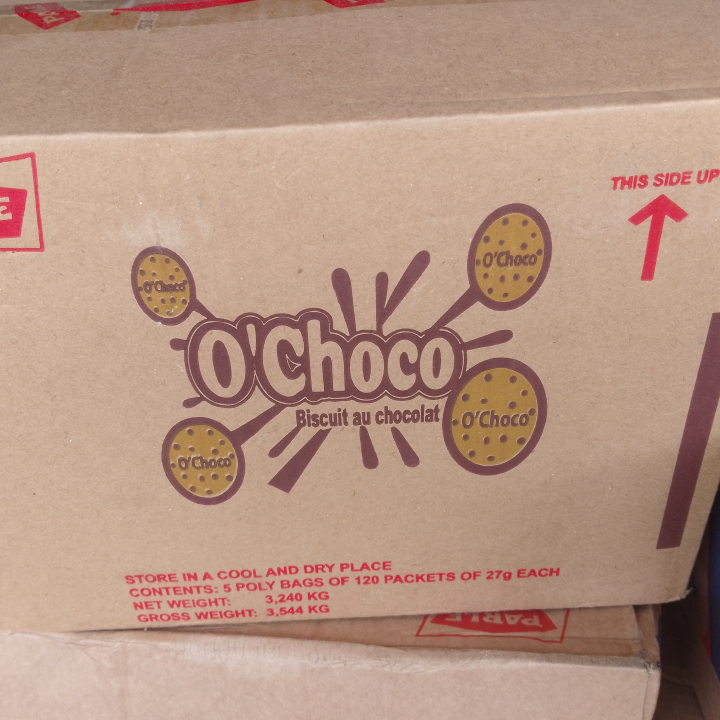 THIS SIDE UP
O'Choco
O'Choco
O'Choco
Biscuit au chocolat
O'Choco
O'Choco
STORE IN A COOL AND DRY PLACE
CONTENTS: 5 POLY BAGS OF 120 PACKETS OF 27g EACH
NET WEIGHT: 3,240 KG
GROSS WEIGHT: 3,544 KG
PARLE